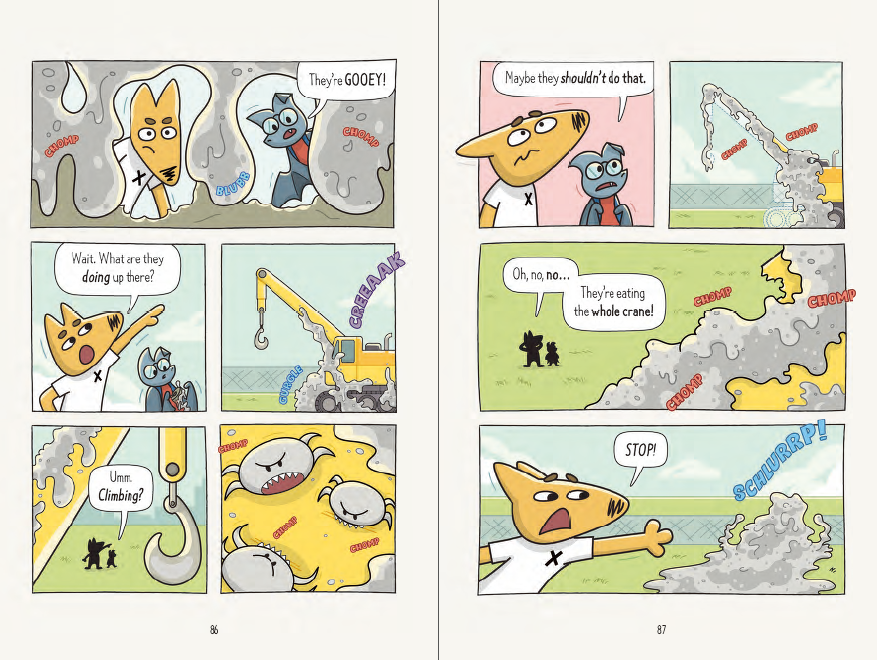 They're GOOEY!
CHOMP
BLUBB
CHOMP
Wait. What are they
doing up there?
CREEAAK
GURGLE
Umm.
Climbing?
CHOMP
CHOMP
CHOMP
86
Maybe they shouldn't do that.
CHOMP
CHOMP
Oh, no, no...
They're eating
the whole crane!
CHOMP
CHOMP
CHOMP
STOP!
SCHLURRP!
87